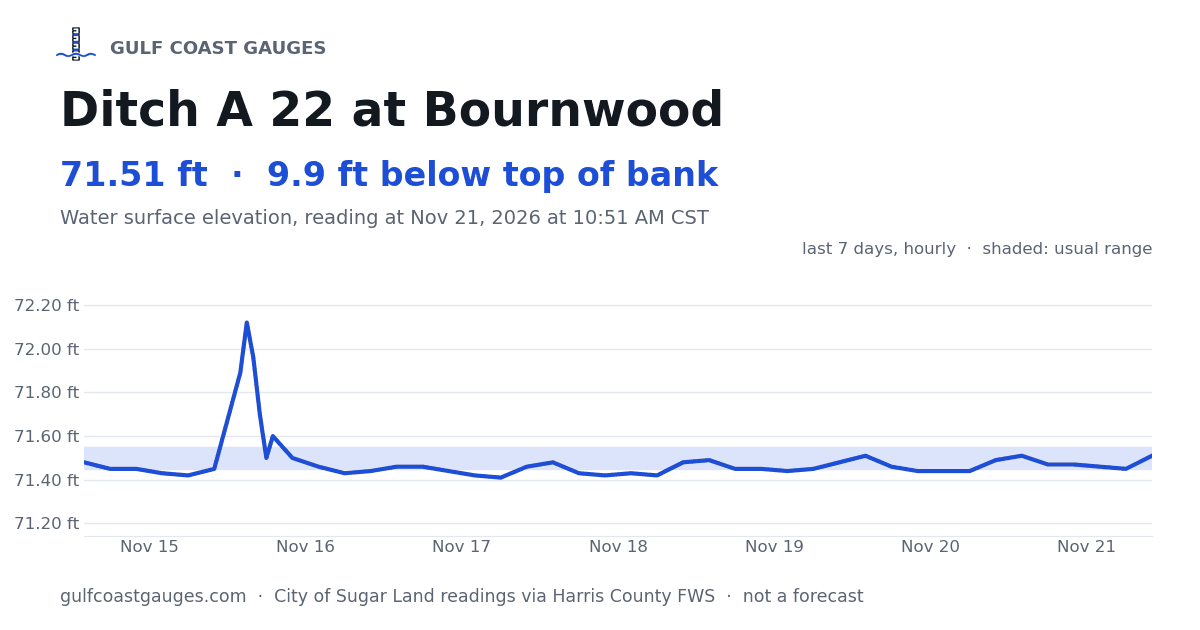 GULF COAST GAUGES
Ditch A 22 at Bournwood
71.51 ft · 9.9 ft below top of bank
Water surface elevation, reading at Nov 21, 2026 at 10:51 AM CST
last 7 days, hourly · shaded: usual range
72.20 ft
72.00 ft
71.80 ft
71.60 ft
71.40 ft
71.20 ft
Nov 15 Nov 16 Nov 17 Nov 18 Nov 19 Nov 20 Nov 21
gulfcoastgauges.com · City of Sugar Land readings via Harris County FWS · not a forecast